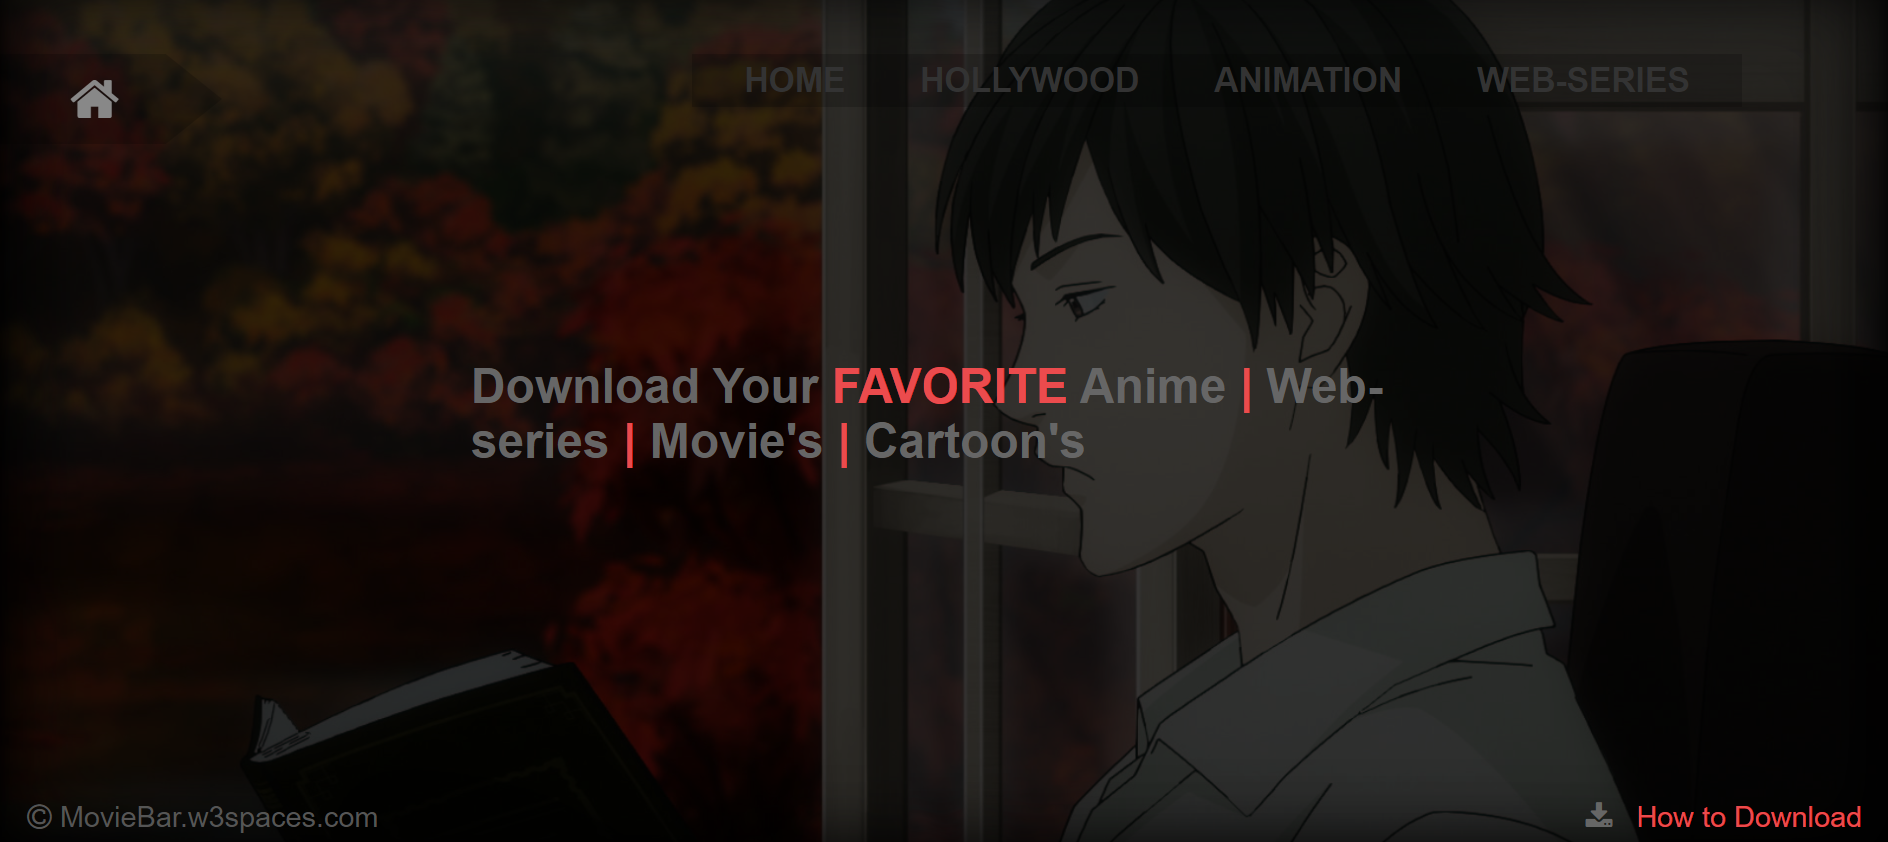 HOME HOLLYWOOD ANIMATION WEB-SERIES
Download Your FAVORITE Anime | Web-
series | Movie's | Cartoon's
© MovieBar.w3spaces.com
How to Download